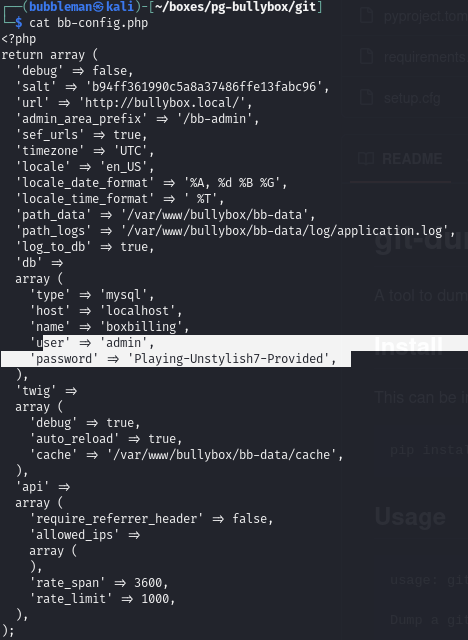 ┌──(bubbleman㉿kali)-[~/boxes/pg-bullybox/git]
└─$ cat bb-config.php
<?php
return array (
  'debug' => false,
  'salt' => 'b94ff361990c5a8a37486ffe13fabc96',
  'url' => 'http://bullybox.local/',
  'admin_area_prefix' => '/bb-admin',
  'sef_urls' => true,
  'timezone' => 'UTC',
  'locale' => 'en_US',
  'locale_date_format' => '%A, %d %B %G',
  'locale_time_format' => ' %T',
  'path_data' => '/var/www/bullybox/bb-data',
  'path_logs' => '/var/www/bullybox/bb-data/log/application.log',
  'log_to_db' => true,
  'db' =>
  array (
    'type' => 'mysql',
    'host' => 'localhost',
    'name' => 'boxbilling',
    'user' => 'admin',
    'password' => 'Playing-Unstylish7-Provided',
  ),
  'twig' =>
  array (
    'debug' => true,
    'auto_reload' => true,
    'cache' => '/var/www/bullybox/bb-data/cache',
  ),
  'api' =>
  array (
    'require_referrer_header' => false,
    'allowed_ips' =>
    array (
    ),
    'rate_span' => 3600,
    'rate_limit' => 1000,
  ),
);
pyproject.toml
requirements
setup.cfg
README
git-dum
A tool to dum
Install
This can be i
pip instal
Usage
usage: gi
Dump a gi